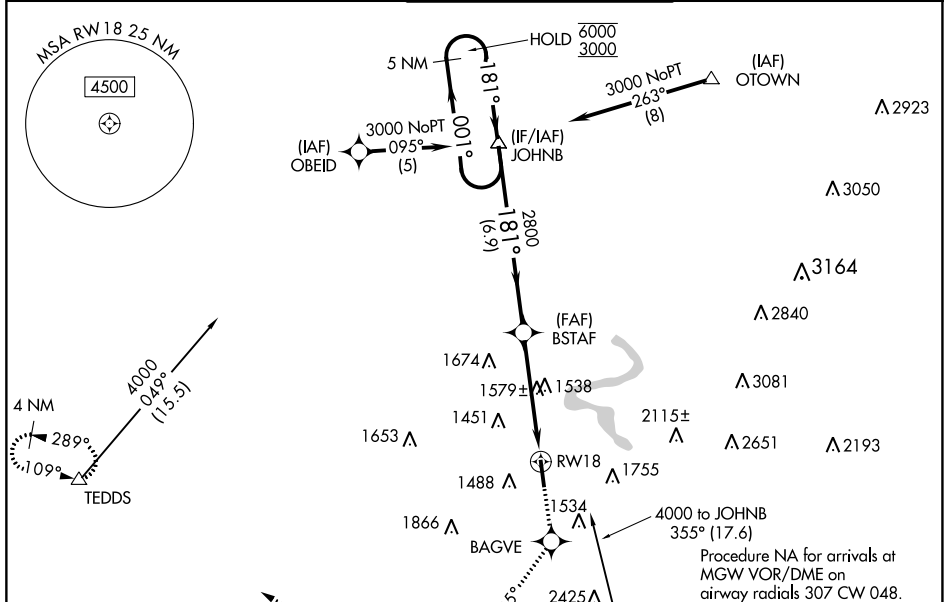 MSA RW18 25 NM
4500
HOLD
6000
3000
5 NM
181°
001°
3000 NoPT
095°
(5)
(IAF)
OBEID
(IF/IAF)
JOHNB
3000 NoPT
263°
(8)
(IAF)
OTOWN
2923
3050
2800
181°
(6.9)
3164
2840
(FAF)
BSTAF
1674
1579±
1538
3081
4000
049°
(15.5)
4 NM
289°
109°
TEDDS
1451
1653
2115±
2651
2193
RW18
1488
1755
1534
1866
BAGVE
4000 to JOHNB
355° (17.6)
Procedure NA for arrivals at
MGW VOR/DME on
airway radials 307 CW 048.
2425
5°